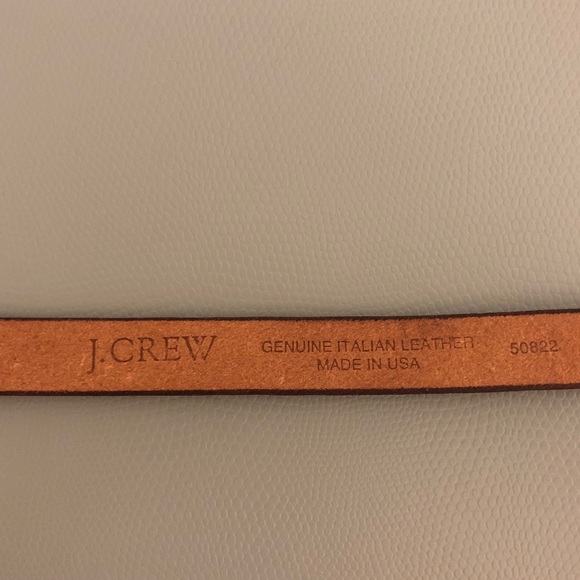 J.CREW
GENUINE ITALIAN LEATHER
MADE IN USA
50822